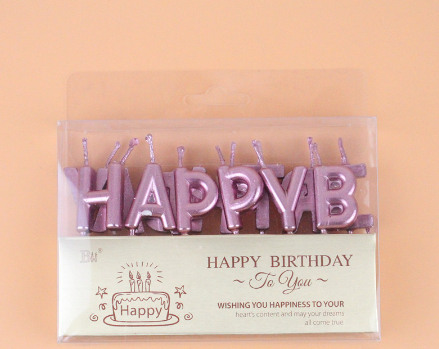 HAPPYB
HAPPY BIRTHDAY
~ To You ~
Happy
WISHING YOU HAPPINESS TO YOUR
heart's content and may your dreams
all come true